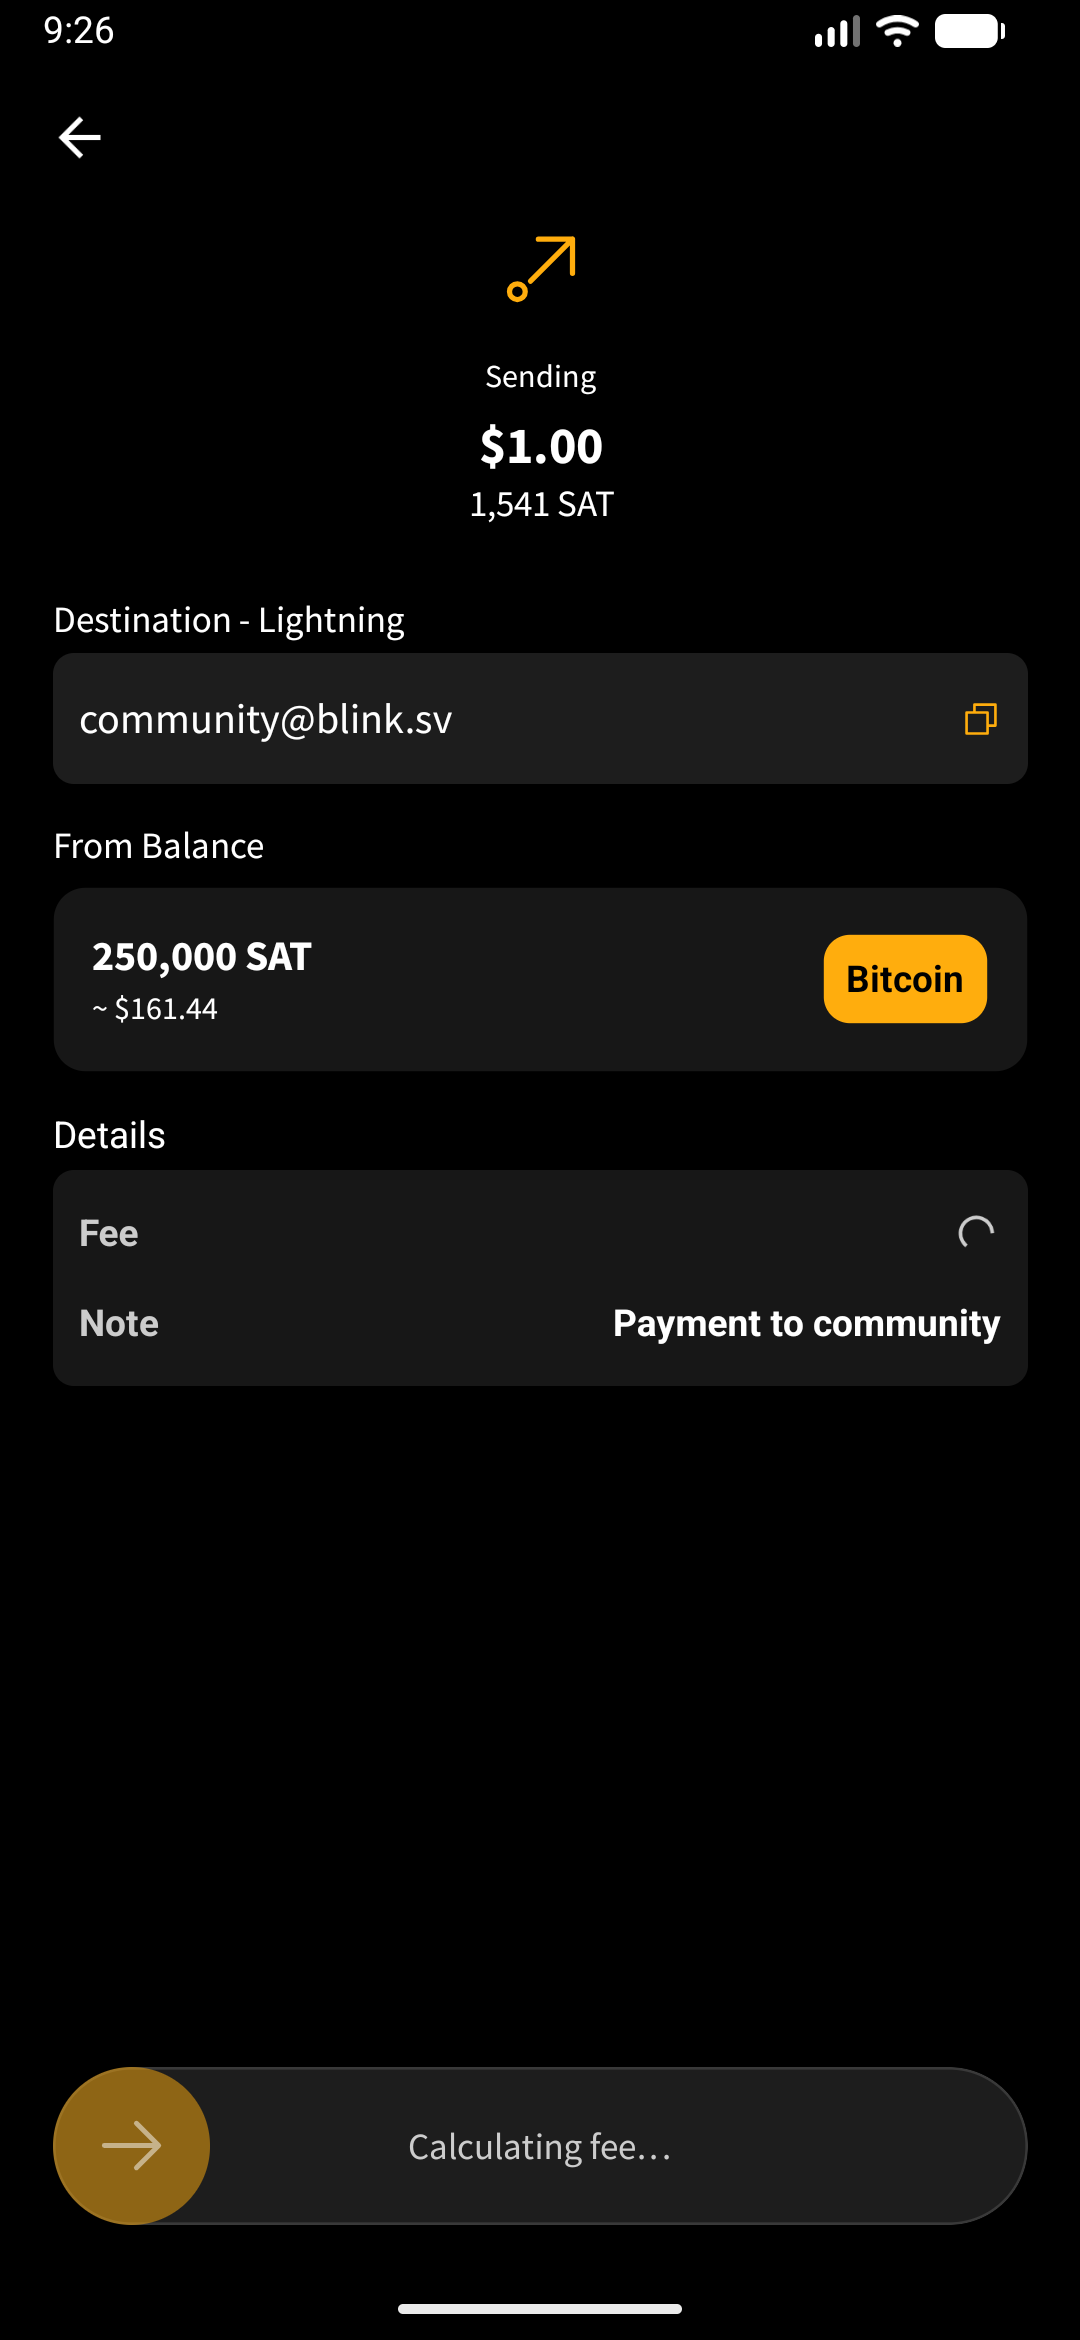 9:26
Sending
$1.00
1,541 SAT
Destination - Lightning
community@blink.sv
From Balance
250,000 SAT
~ $161.44
Bitcoin
Details
Fee
Note
Payment to community
Calculating fee...